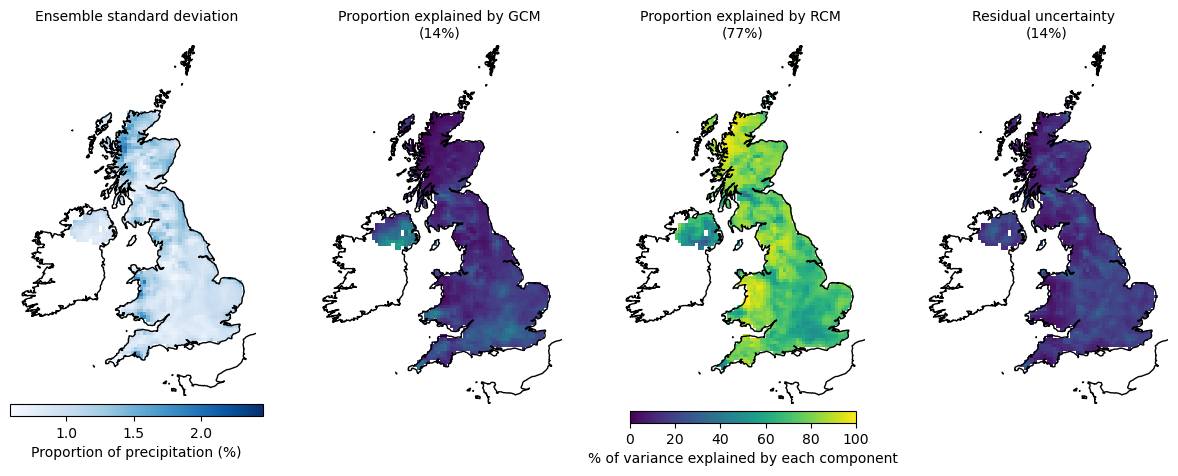 Ensemble standard deviation
Proportion explained by GCM
(14%)
Proportion explained by RCM
(77%)
Residual uncertainty
(14%)
1.0 1.5 2.0
Proportion of precipitation (%)
0 20 40 60 80 100
% of variance explained by each component